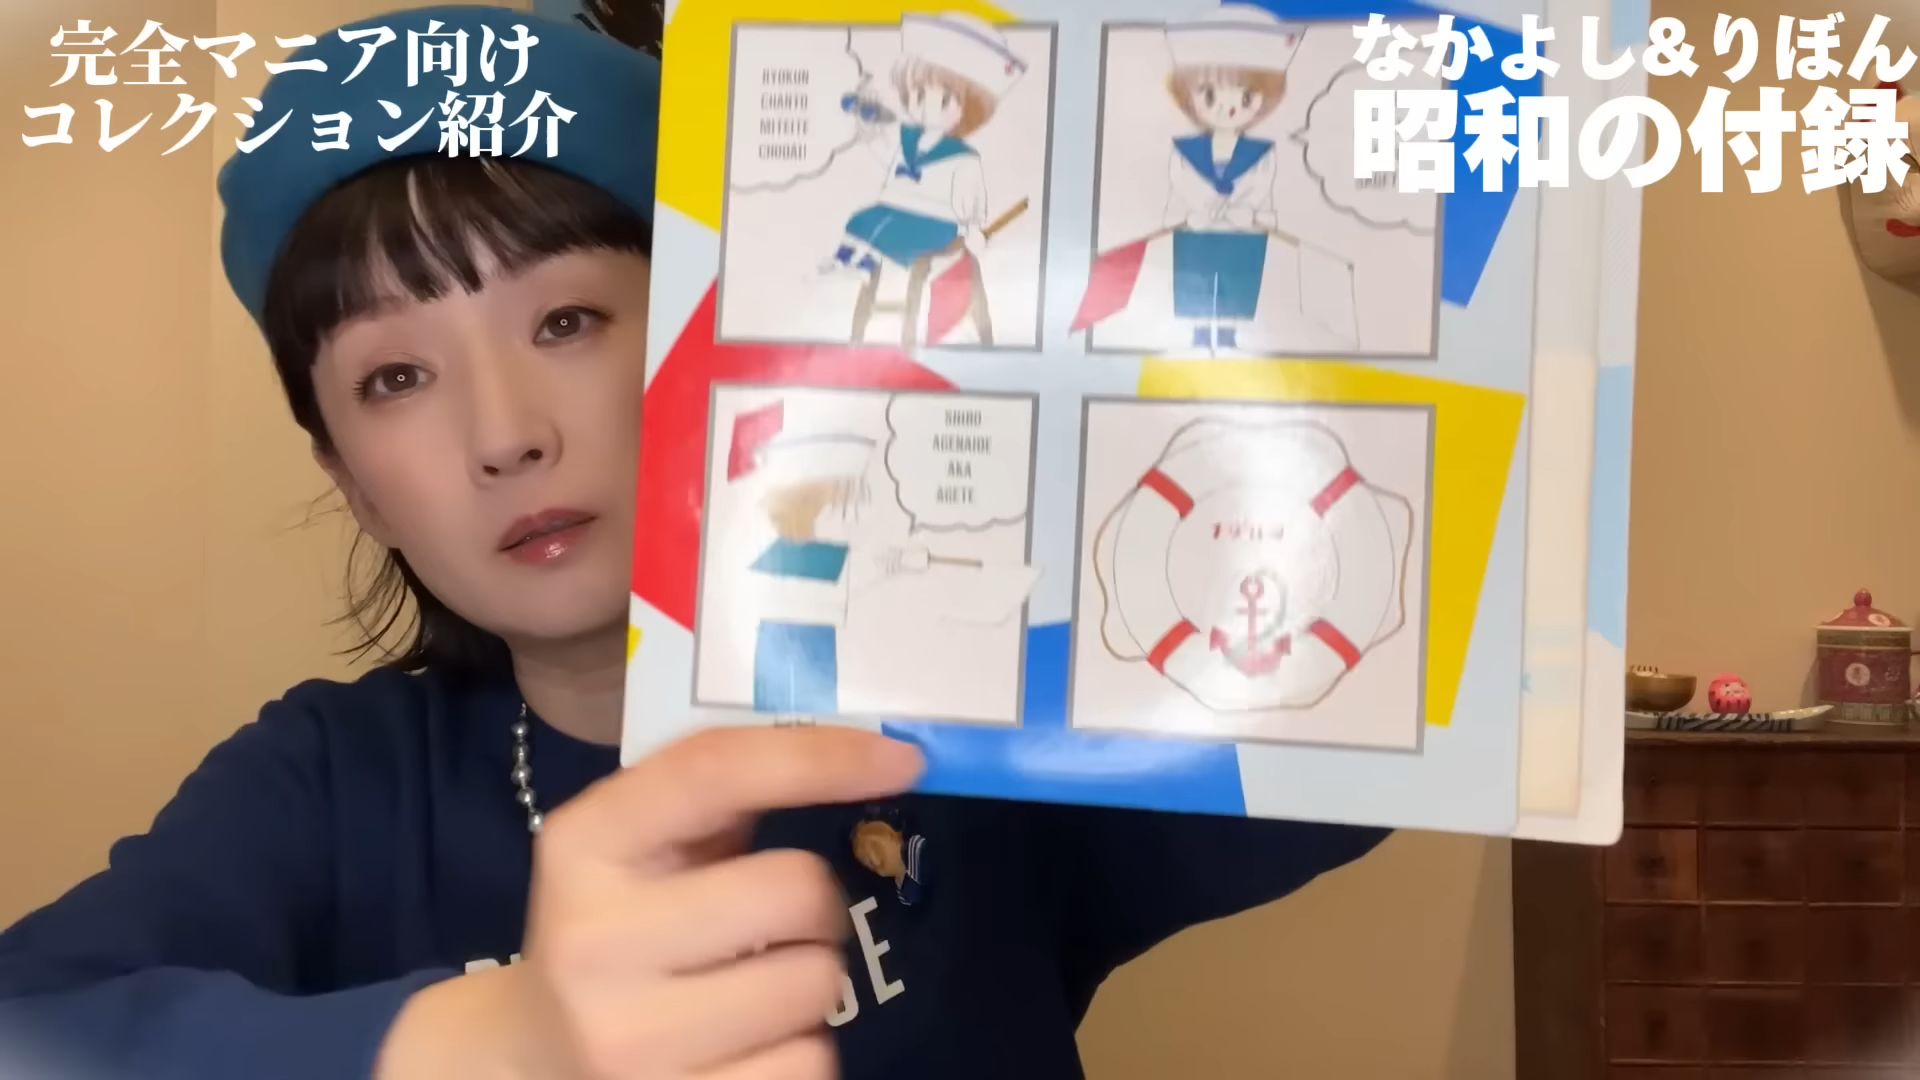 完全マニア向け
コレクション紹介
なかよし&りぼん
昭和の付録
RYOKUN
CHANTO
MITEITE
CHODAI!
SHIRO
AGENAIDE
AKA
AGETE